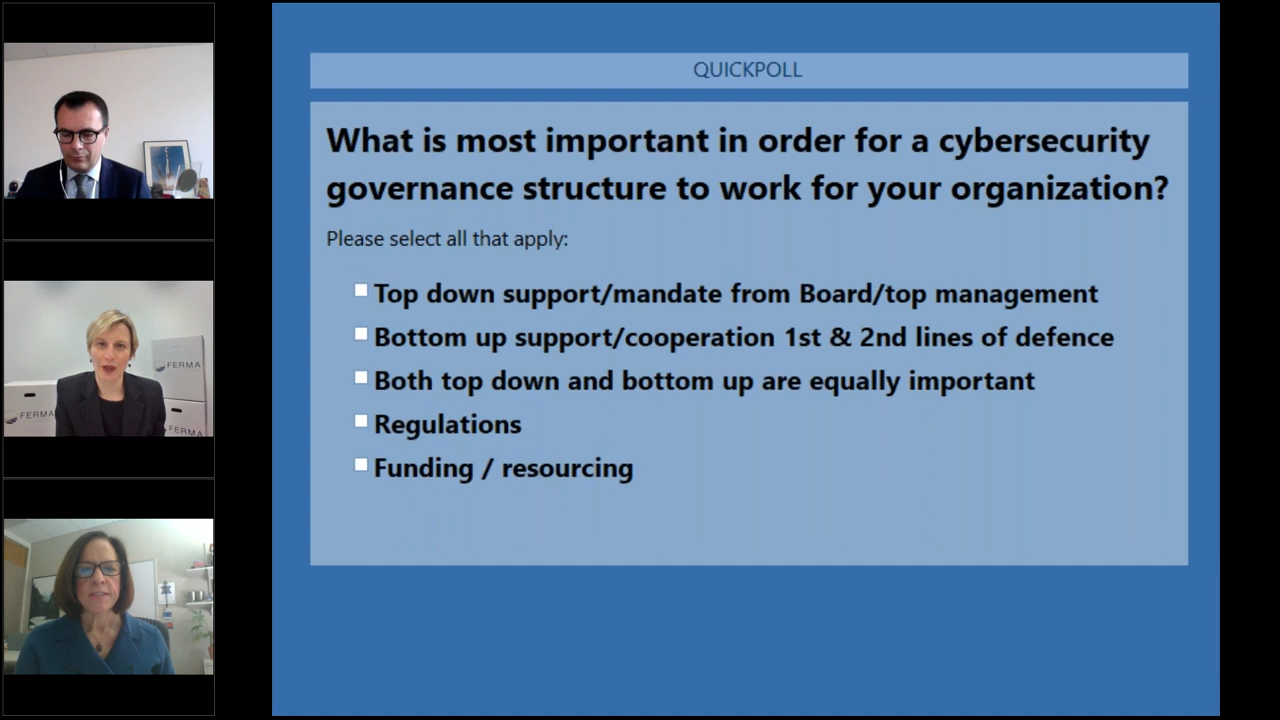 QUICKPOLL
What is most important in order for a cybersecurity
governance structure to work for your organization?
Please select all that apply:
Top down support/mandate from Board/top management
Bottom up support/cooperation 1st & 2nd lines of defence
Both top down and bottom up are equally important
Regulations
Funding / resourcing
FERMA
FERMA
FERMA